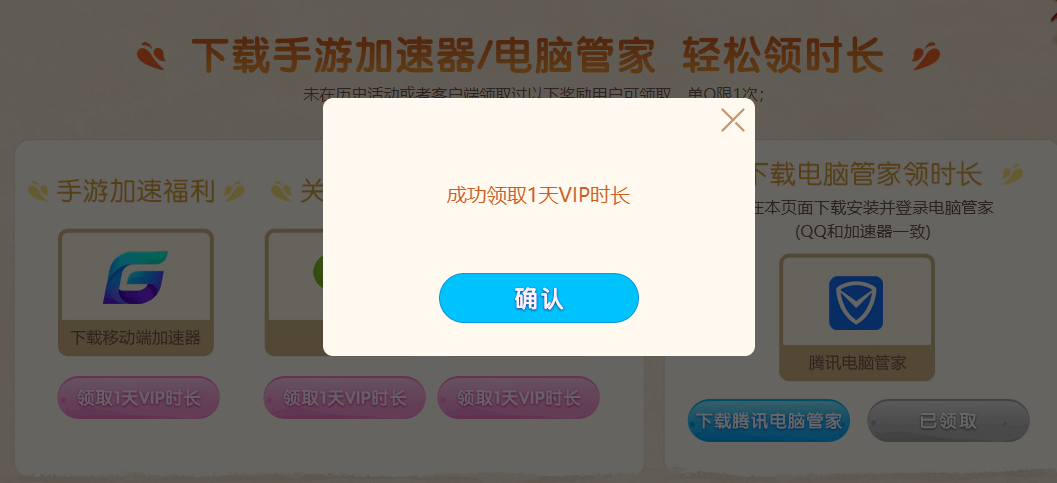 下载手游加速器/电脑管家 轻松领时长
未在历史活动或者客户端领取过以下奖励用户可领取，单Q限1次；
成功领取1天VIP时长
确认
手游加速福利
关
下载移动端加速器
领取1天VIP时长
领取1天VIP时长
领取1天VIP时长
下载电脑管家领时长
在本页面下载安装并登录电脑管家
(QQ和加速器一致)
腾讯电脑管家
下载腾讯电脑管家
已领取